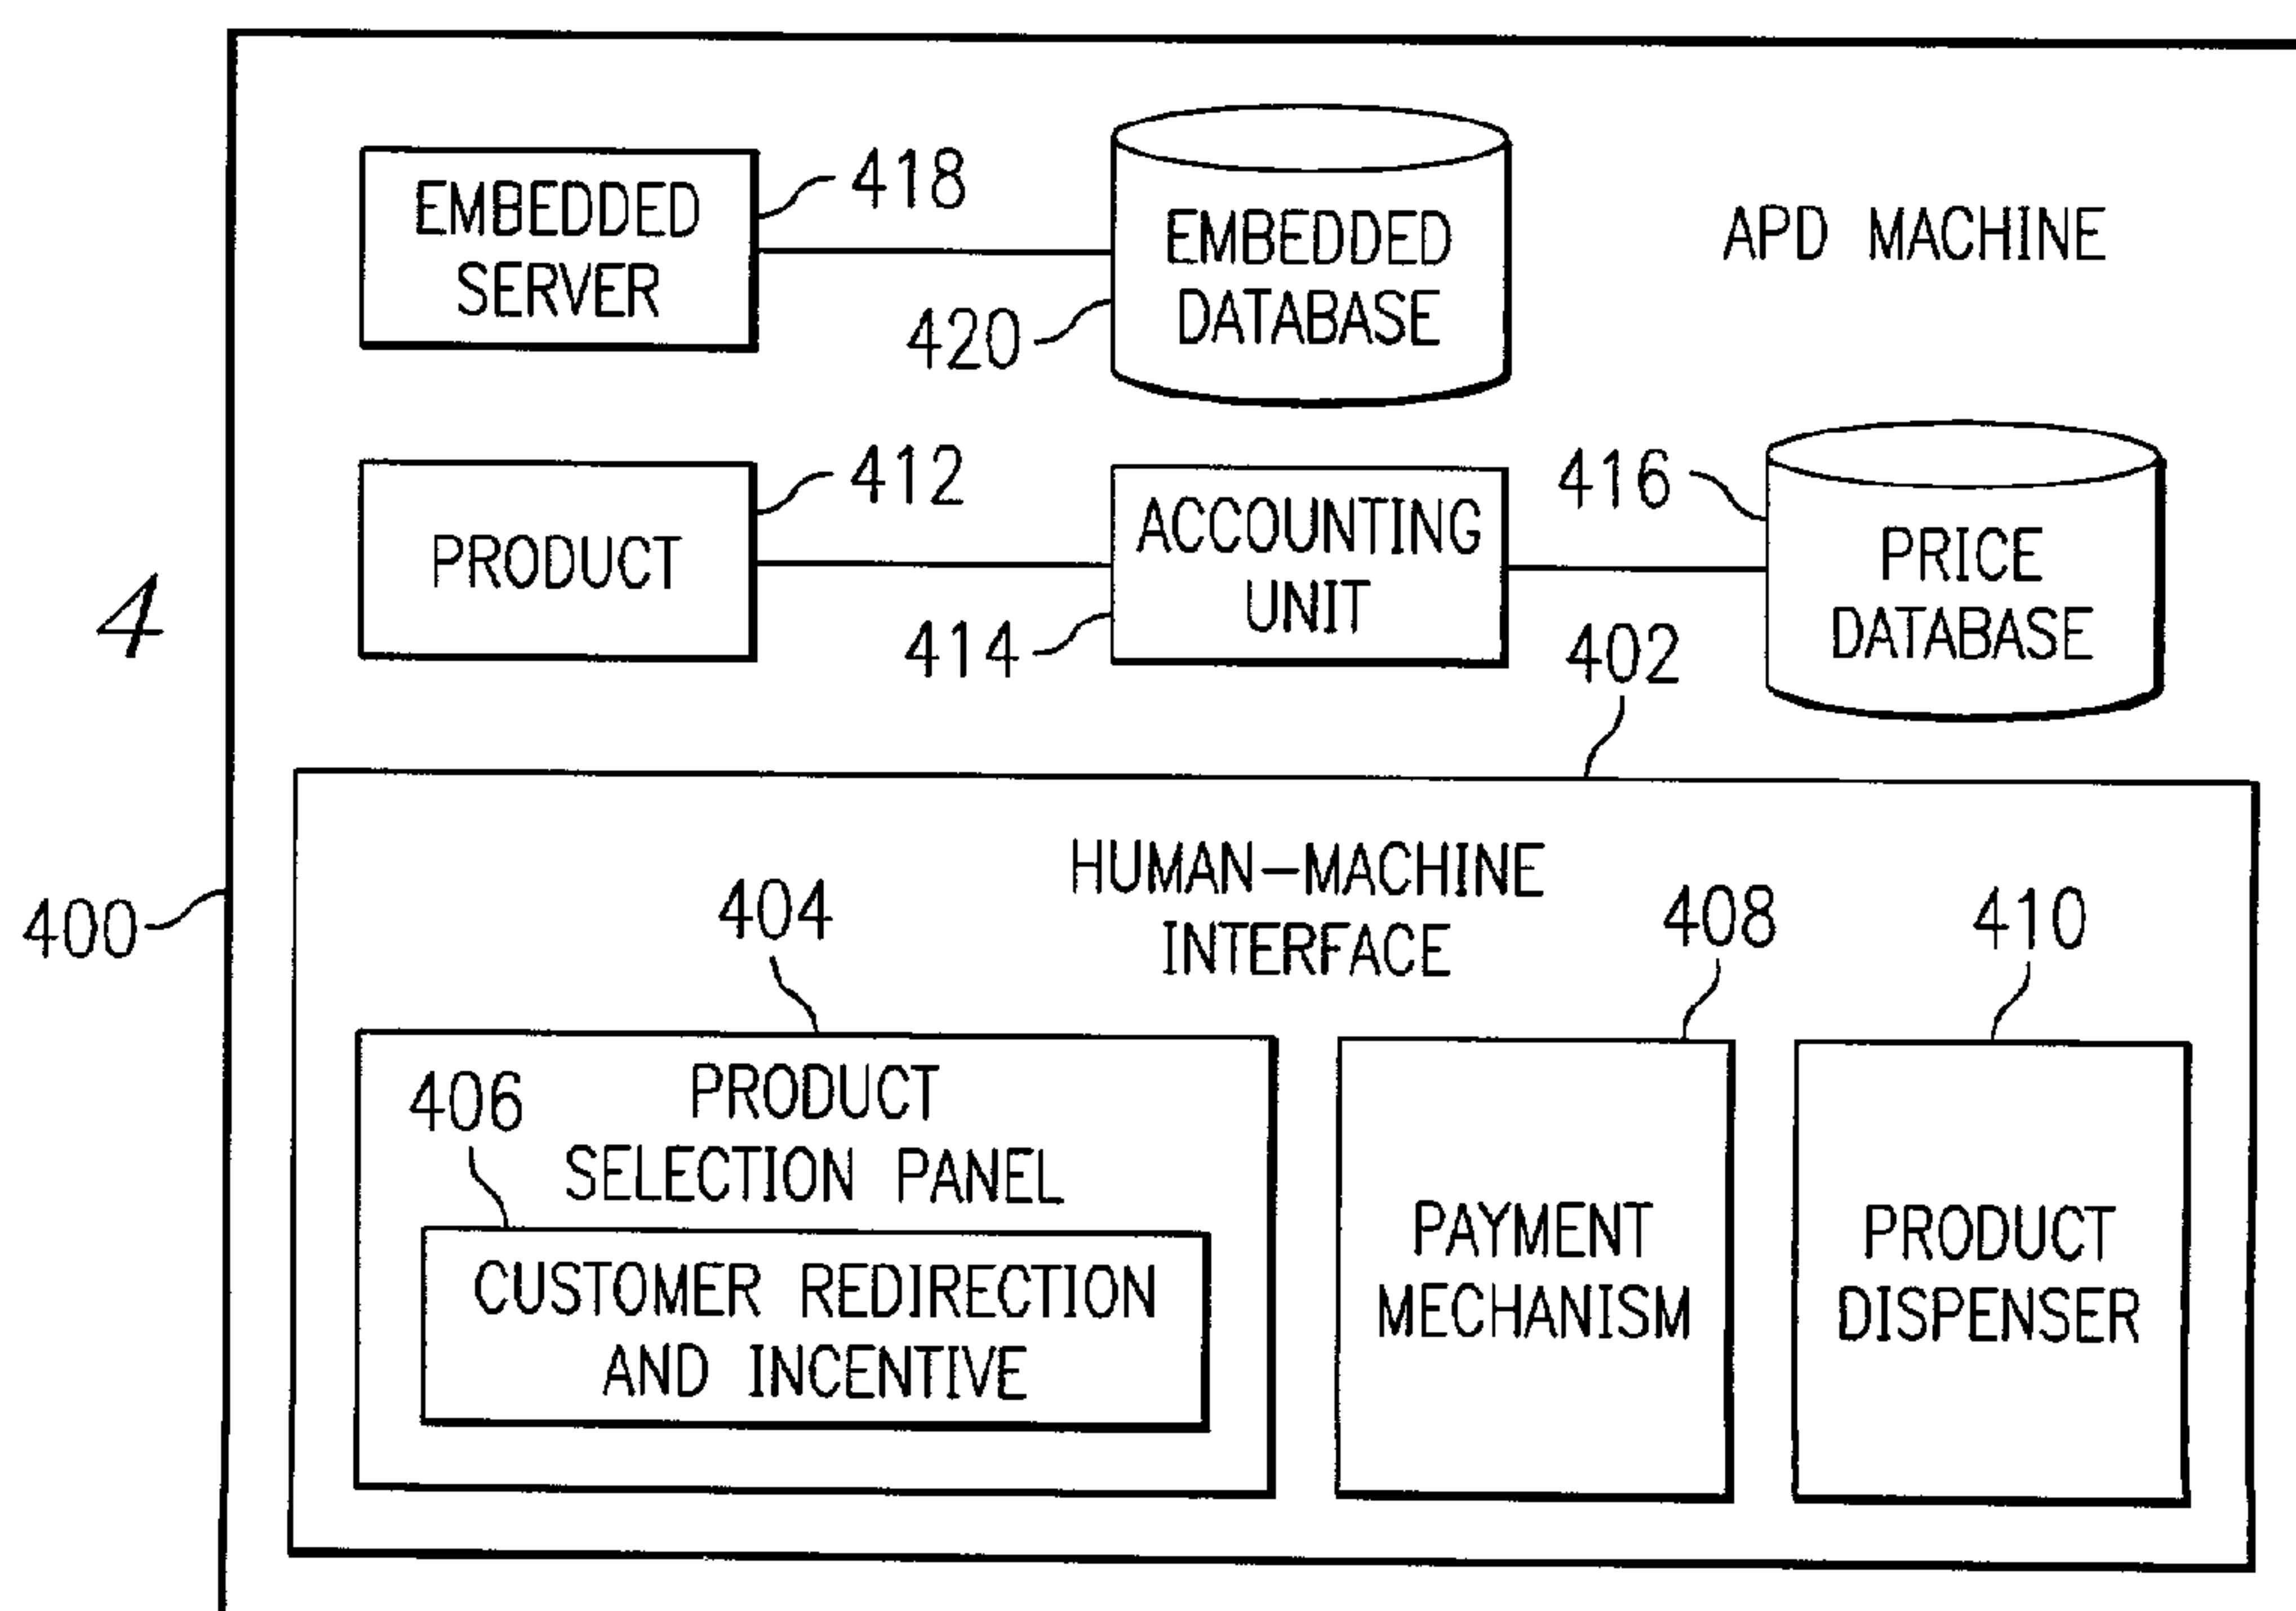 EMBEDDED
SERVER
418
420
EMBEDDED
DATABASE
APD MACHINE
4
PRODUCT
412
414
ACCOUNTING
UNIT
416
PRICE
DATABASE
402
400
HUMAN-MACHINE
INTERFACE
404
PRODUCT
SELECTION PANEL
406
CUSTOMER REDIRECTION
AND INCENTIVE
408
PAYMENT
MECHANISM
410
PRODUCT
DISPENSER